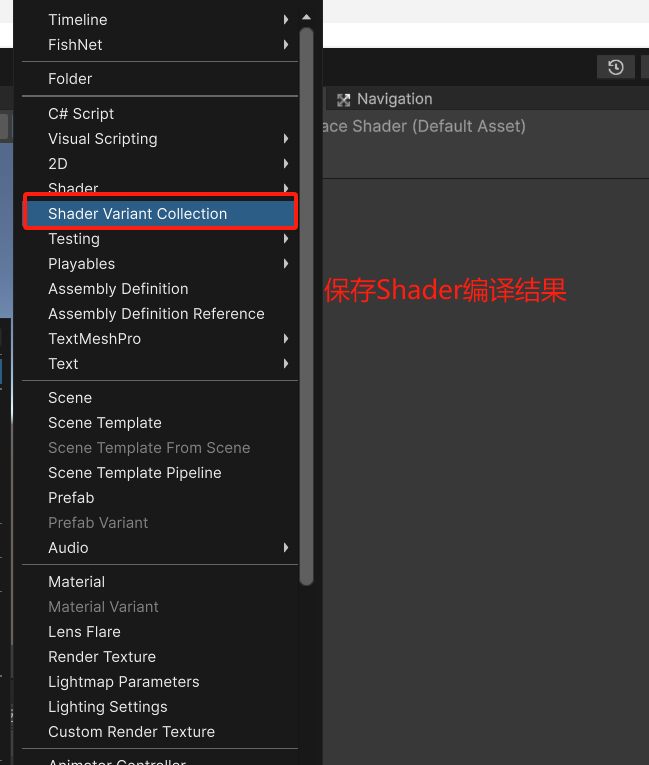 Timeline
FishNet
Folder
C# Script
Visual Scripting
2D
Shader
Shader Variant Collection
Testing
Playables
Assembly Definition
Assembly Definition Reference
TextMeshPro
Text
Scene
Scene Template
Scene Template From Scene
Scene Template Pipeline
Prefab
Prefab Variant
Audio
Material
Material Variant
Lens Flare
Render Texture
Lightmap Parameters
Lighting Settings
Custom Render Texture
Animator Controller
Navigation
ace Shader (Default Asset)
保存Shader编译结果